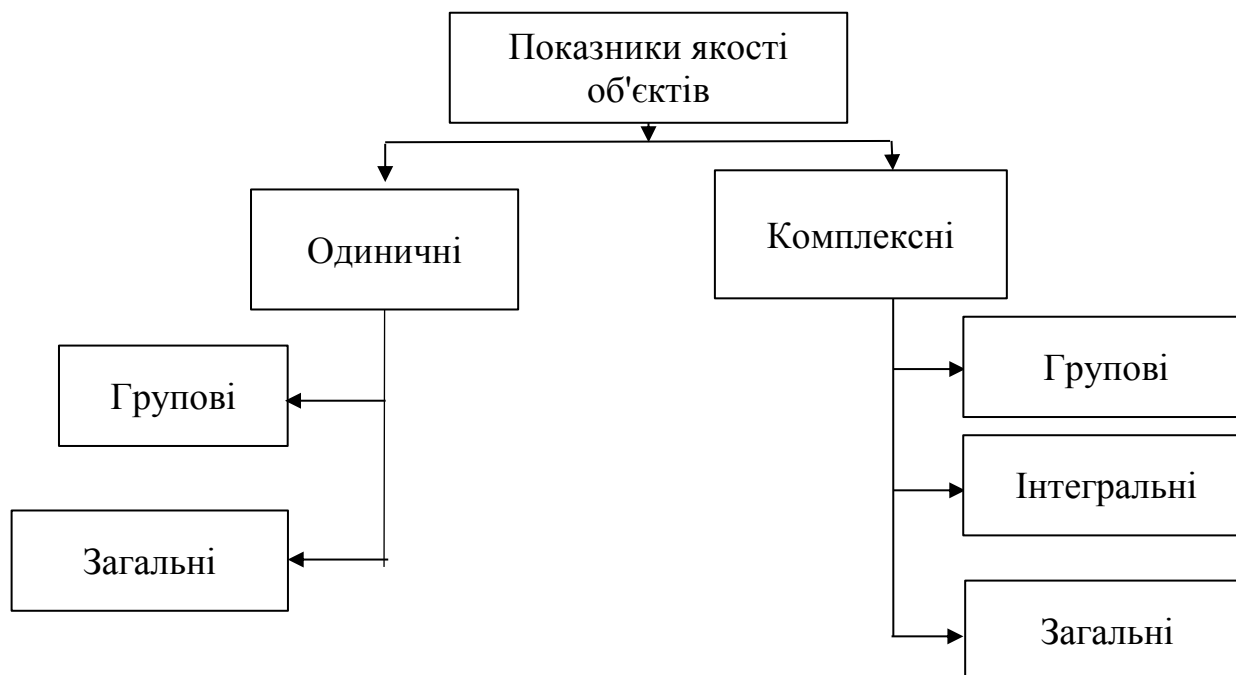 Показники якості
об'єктів
Одиничні
Комплексні
Групові
Загальні
Групові
Інтегральні
Загальні